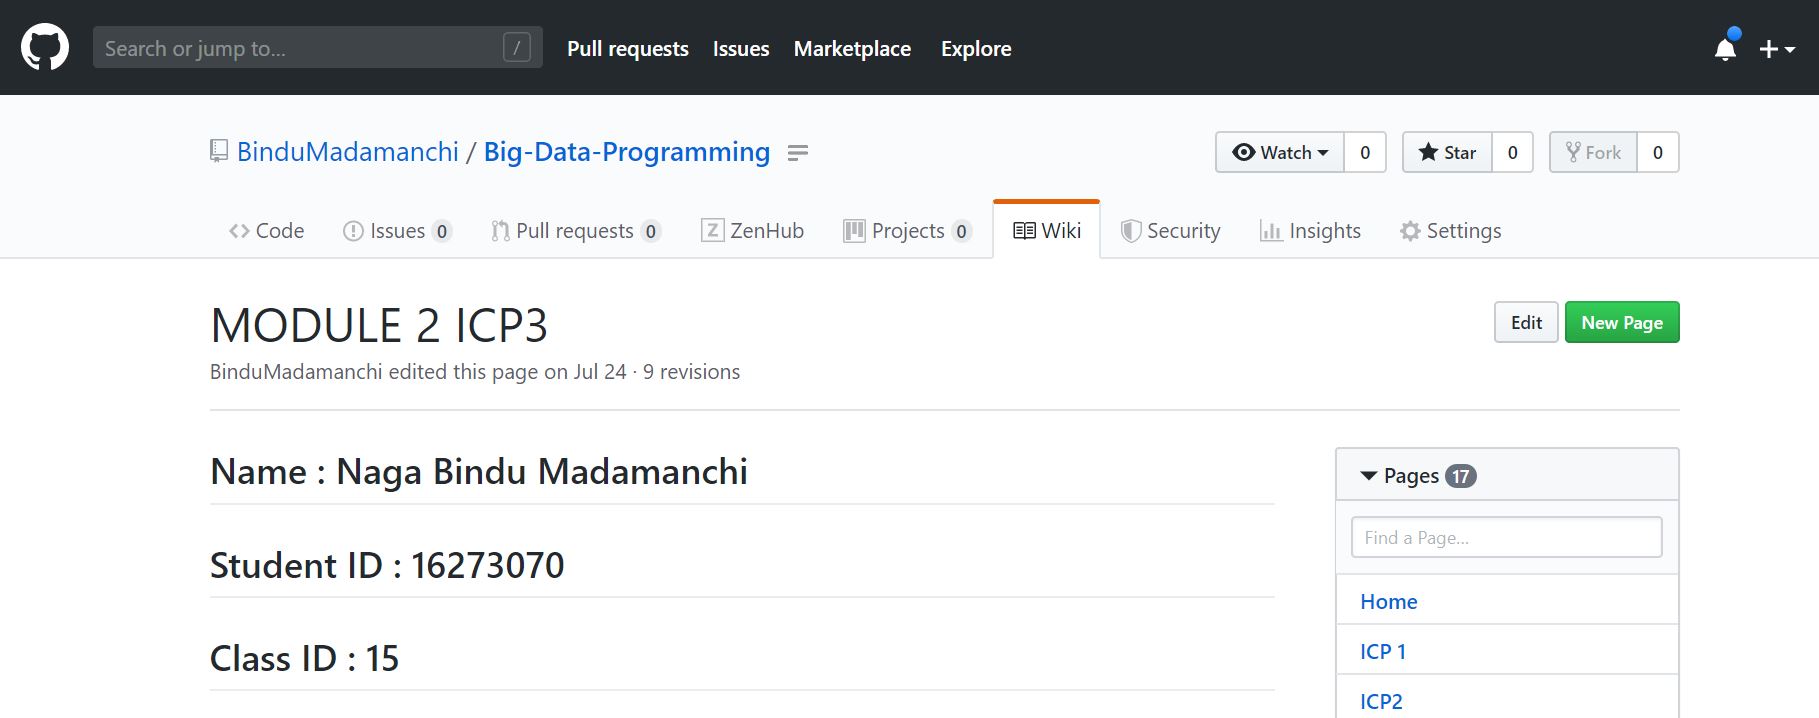 Search or jump to... /
Pull requests Issues Marketplace Explore
BinduMadamanchi / Big-Data-Programming
Watch 0 Star 0 Fork 0
Code Issues 0 Pull requests 0 ZenHub Projects 0 Wiki Security Insights Settings
MODULE 2 ICP3
Edit New Page
BinduMadamanchi edited this page on Jul 24 · 9 revisions
Name : Naga Bindu Madamanchi
Student ID : 16273070
Class ID : 15
Pages 17
Find a Page...
Home
ICP 1
ICP2